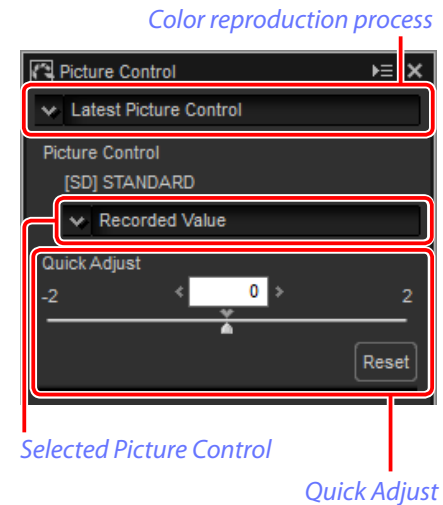 Color reproduction process
Picture Control
Latest Picture Control
Picture Control
[SD] STANDARD
Recorded Value
Quick Adjust
-2 0 2
Reset
Selected Picture Control
Quick Adjust